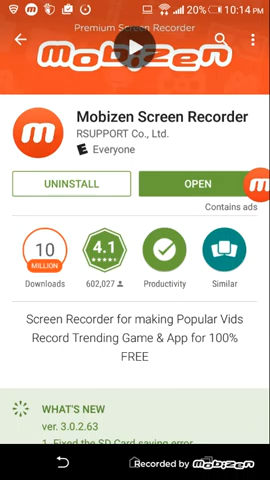 20% 10:14 PM
Premium Screen Recorder
mobizen
m
Mobizen Screen Recorder
RSUPPORT Co., Ltd.
E Everyone
UNINSTALL
OPEN
m
Contains ads
10
MILLION
4.1
Downloads
602,027
Productivity
Similar
Screen Recorder for making Popular Vids
Record Trending Game & App for 100%
FREE
WHAT'S NEW
ver. 3.0.2.63
1. Fixed the SD Card saving error
Recorded by mobizen